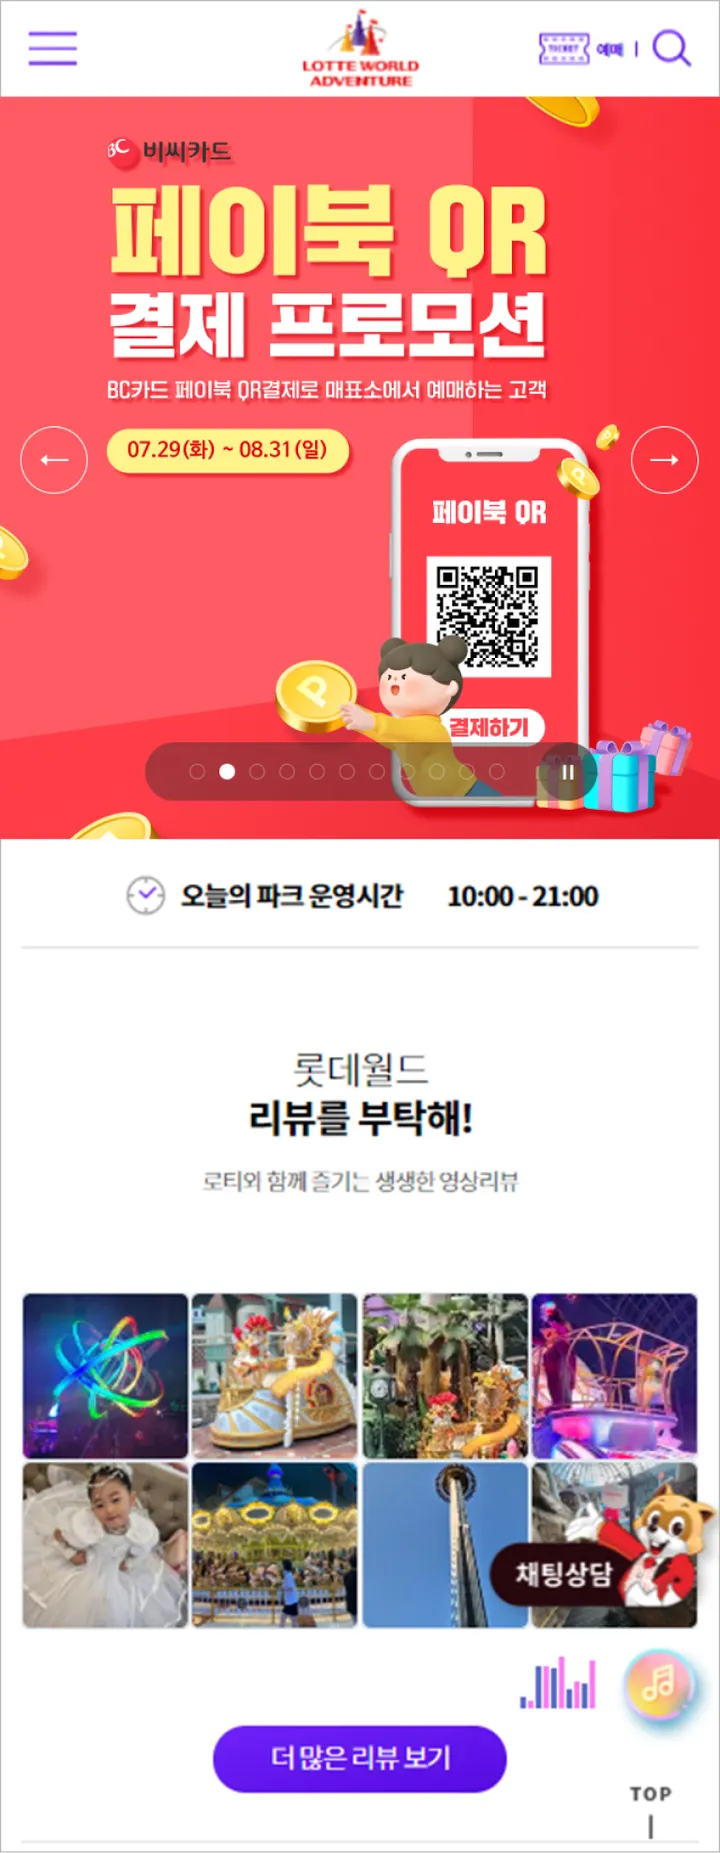 LOTTE WORLD
ADVENTURE
TICKET 예매
BC 비씨카드
페이북 QR
결제 프로모션
BC카드 페이북 QR결제로 매표소에서 예매하는 고객
07.29(화) ~ 08.31(일)
페이북 QR
결제하기
오늘의 파크 운영시간 10:00 - 21:00
롯데월드
리뷰를 부탁해!
로티와 함께 즐기는 생생한 영상리뷰
채팅상담
더 많은 리뷰 보기
TOP